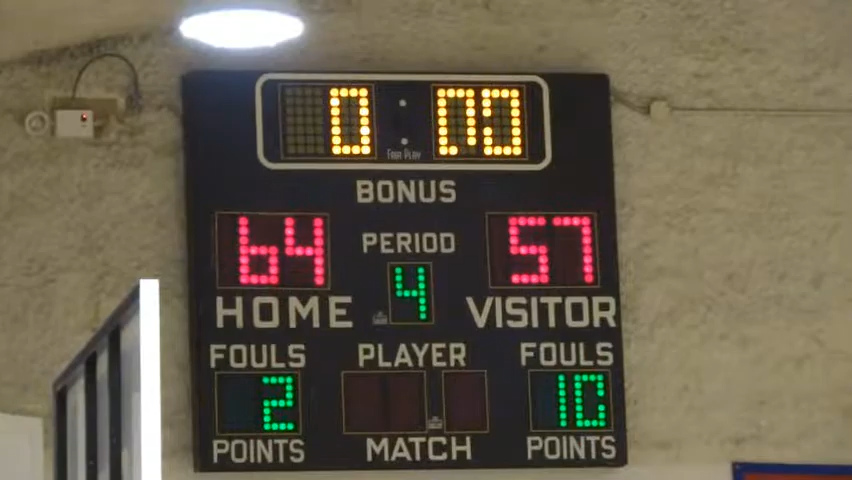 0 : 00
FAIR PLAY
BONUS
64 PERIOD 57
HOME 4 VISITOR
FOULS PLAYER FOULS
2 10
POINTS MATCH POINTS